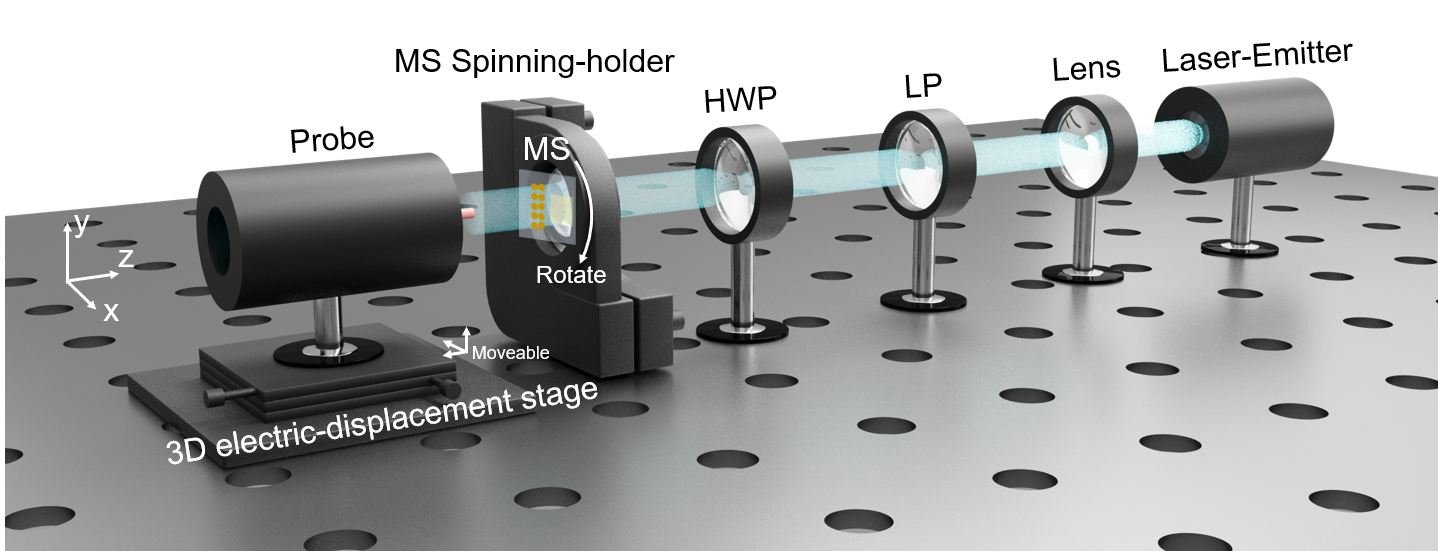 MS Spinning-holder
Laser-Emitter
Lens
LP
HWP
Probe
MS
Rotate
y
z
x
Moveable
3D electric-displacement stage